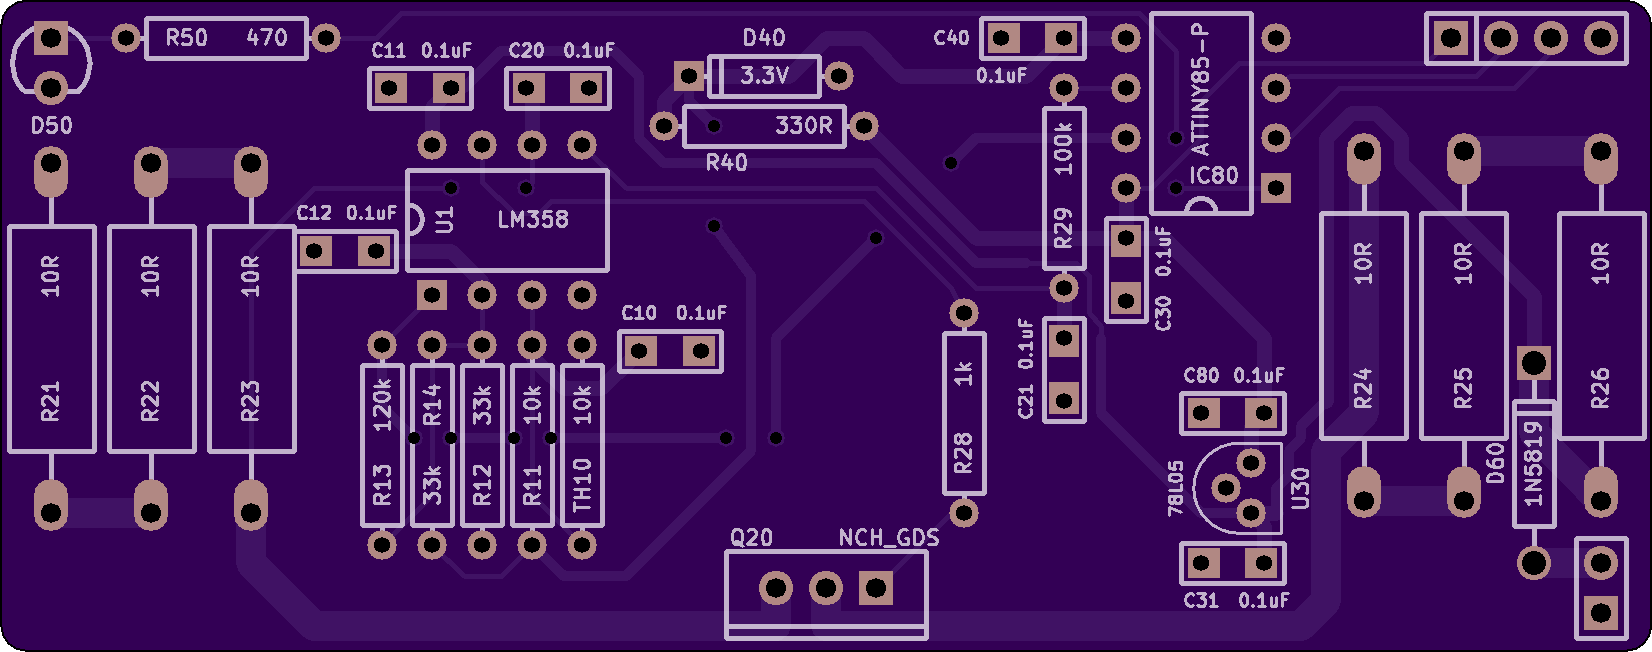 R50 470
D50
C11 0.1uF
C20 0.1uF
D40
3.3V
330R
R40
C40
0.1uF
ATTINY85-P
IC80
100k
R29
C12 0.1uF
U1
LM358
0.1uF
C30
10R
R21
10R
R22
10R
R23
C10 0.1uF
120k
R13
R14
33k
33k
R12
10k
R11
10k
TH10
1k
R28
0.1uF
C21
C80 0.1uF
10R
R24
10R
R25
10R
R26
D60
1N5819
78L05
U30
Q20 NCH_GDS
C31 0.1uF